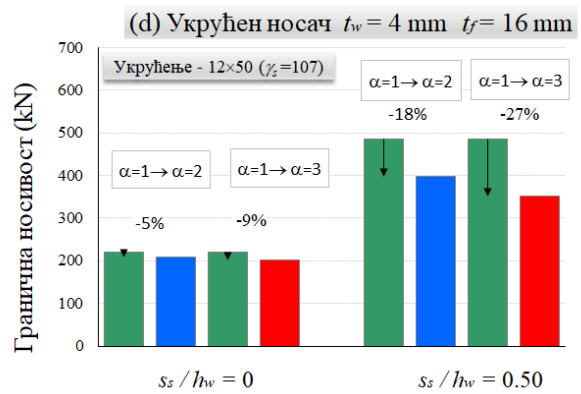 (d) Укрућен носач tw = 4 mm tf = 16 mm
Гранична носивост (kN)
700
600
500
400
300
200
100
0
Укрућење - 12×50 (γs =107)
α=1→ α=2
α=1→ α=3
-18%
-27%
α=1→ α=2
α=1→ α=3
-5%
-9%
ss / hw = 0
ss / hw = 0.50